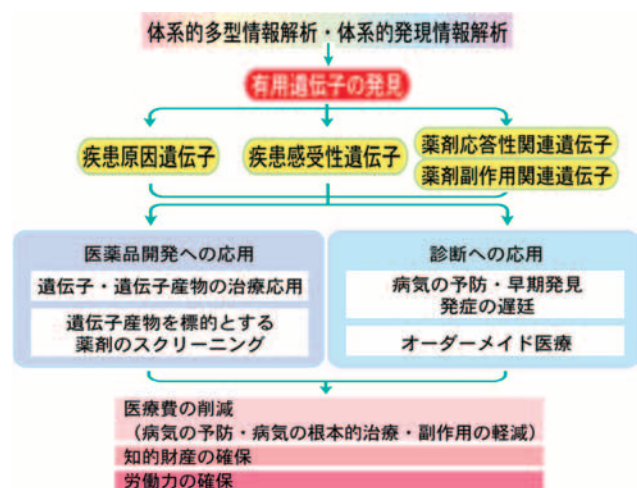 体系的多型情報解析・体系的発現情報解析
有用遺伝子の発見
疾患原因遺伝子
疾患感受性遺伝子
薬剤応答性関連遺伝子
薬剤副作用関連遺伝子
医薬品開発への応用
遺伝子・遺伝子産物の治療応用
遺伝子産物を標的とする
薬剤のスクリーニング
診断への応用
病気の予防・早期発見
発症の遅延
オーダーメイド医療
医療費の削減
（病気の予防・病気の根本的治療・副作用の軽減）
知的財産の確保
労働力の確保